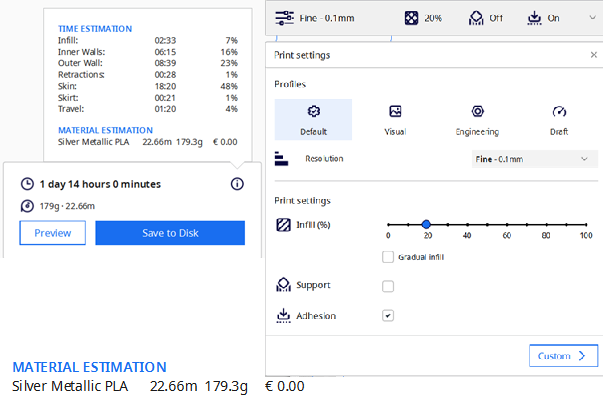 TIME ESTIMATION
Infill: 02:33 7%
Inner Walls: 06:15 16%
Outer Wall: 08:39 23%
Retractions: 00:28 1%
Skin: 18:20 48%
Skirt: 00:21 1%
Travel: 01:20 4%
MATERIAL ESTIMATION
Silver Metallic PLA 22.66m 179.3g € 0.00
1 day 14 hours 0 minutes
179g · 22.66m
Preview Save to Disk
Fine - 0.1mm 20% Off On
Print settings
Profiles
Default Visual Engineering Draft
Resolution Fine - 0.1mm
Print settings
Infill (%)
0 20 40 60 80 100
Gradual infill
Support
Adhesion
Custom
MATERIAL ESTIMATION
Silver Metallic PLA 22.66m 179.3g € 0.00